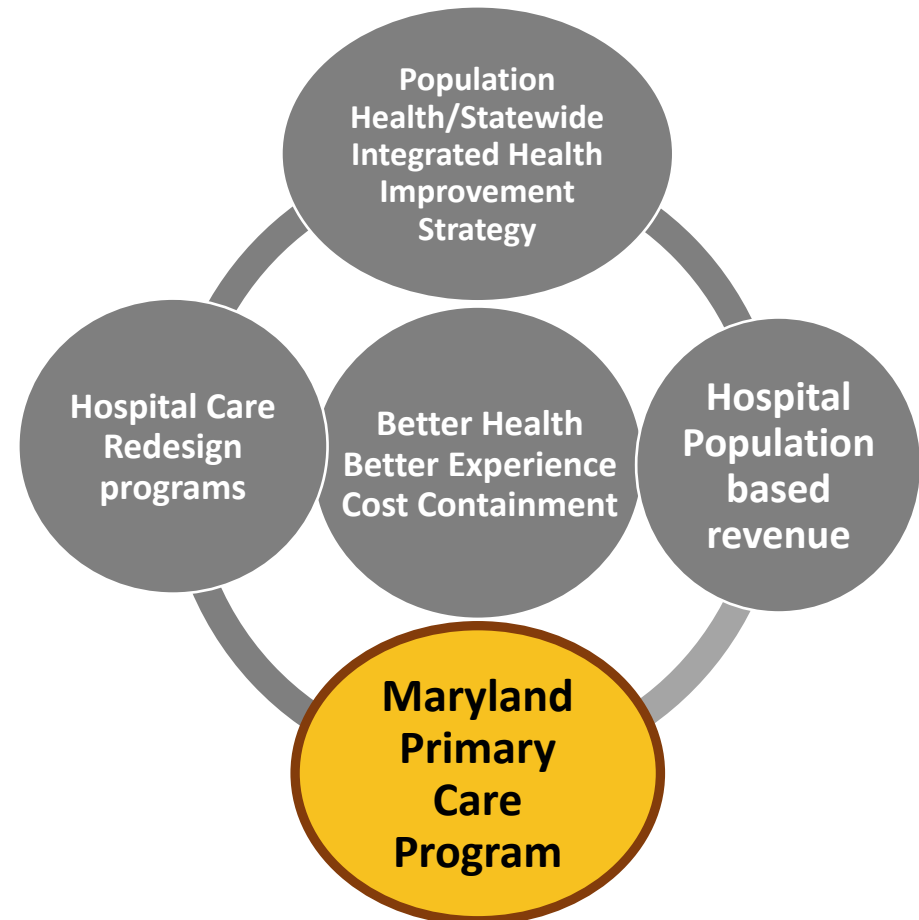 Population
Health/Statewide
Integrated Health
Improvement
Strategy
Hospital Care
Redesign
programs
Better Health
Better Experience
Cost Containment
Hospital
Population
based
revenue
Maryland
Primary
Care
Program